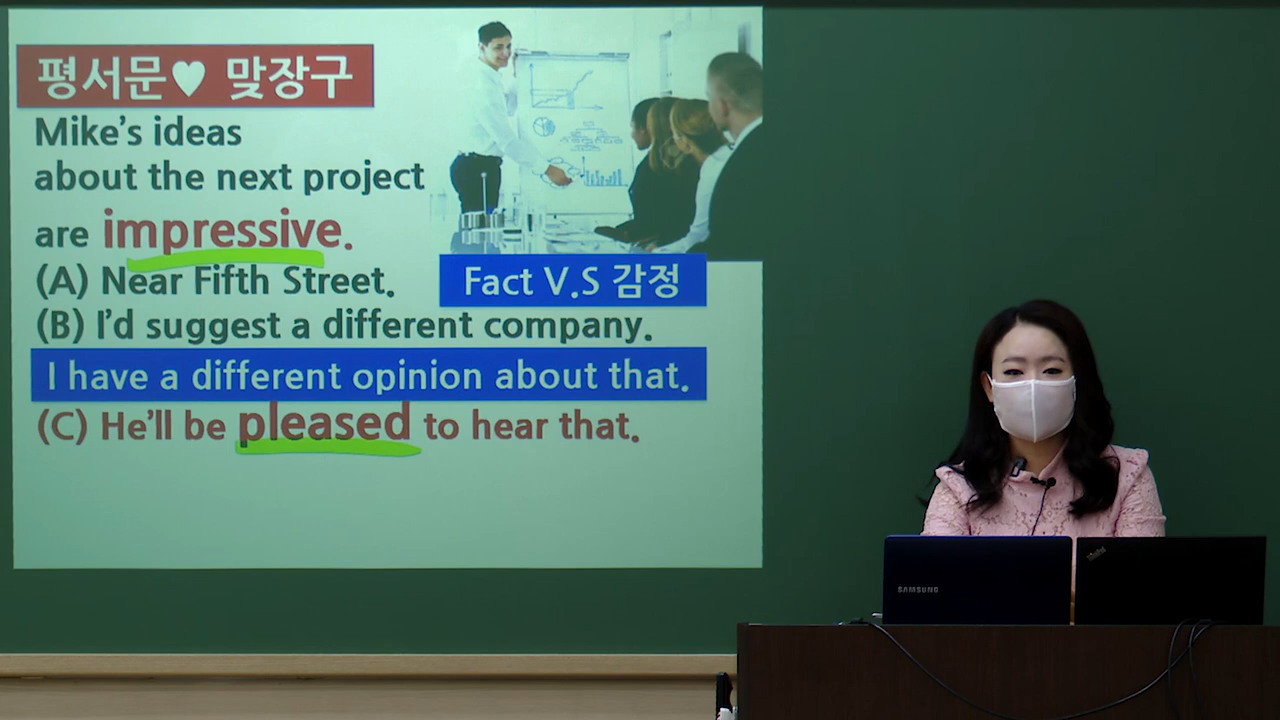 평서문♥ 맞장구
Mike's ideas
about the next project
are impressive.
(A) Near Fifth Street.
Fact V.S 감정
(B) I'd suggest a different company.
I have a different opinion about that.
(C) He'll be pleased to hear that.
SAMSUNG
ThinkPad